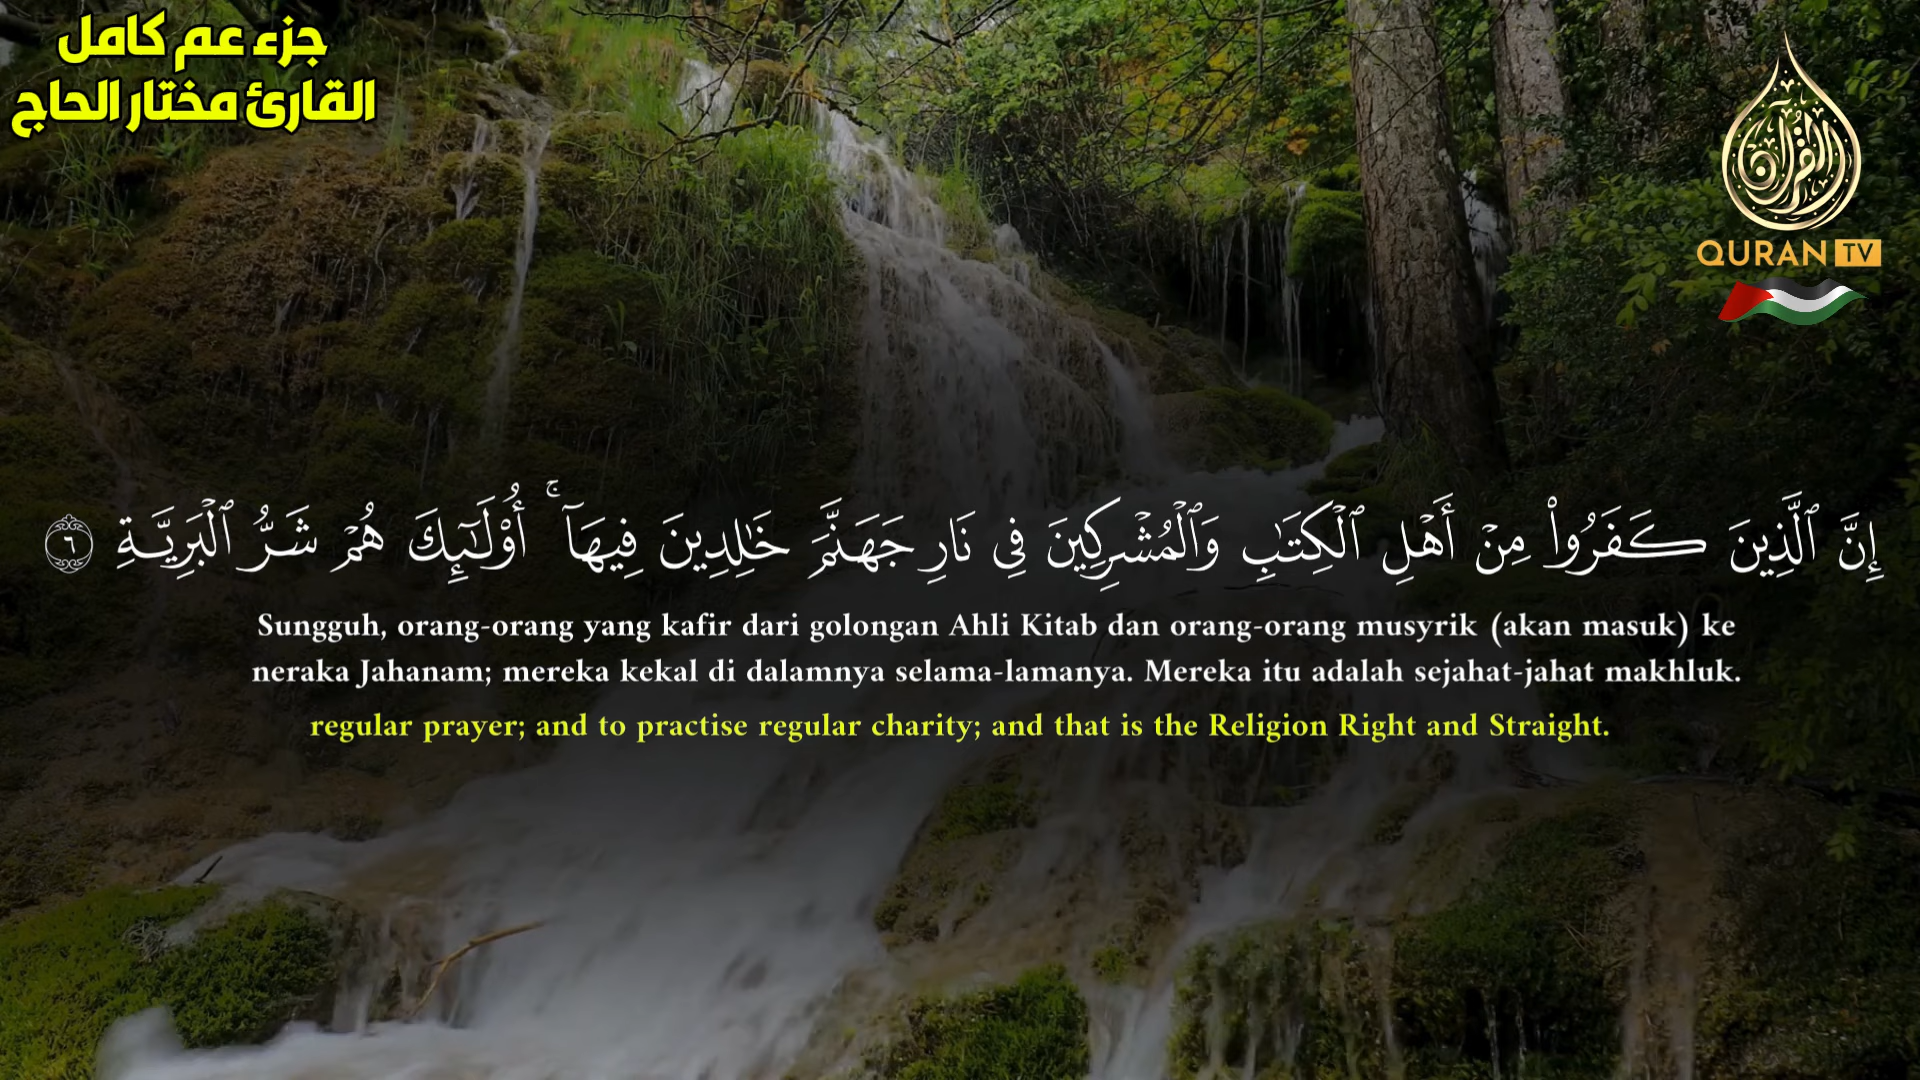 جزء عم كامل
القارئ مختار الحاج
القرآن
QURAN TV
إِنَّ ٱلَّذِينَ كَفَرُوا۟ مِنْ أَهْلِ ٱلْكِتَـٰبِ وَٱلْمُشْرِكِينَ فِى نَارِ جَهَنَّمَ خَـٰلِدِينَ فِيهَآ ۚ أُو۟لَـٰٓئِكَ هُمْ شَرُّ ٱلْبَرِيَّةِ ٦
Sungguh, orang-orang yang kafir dari golongan Ahli Kitab dan orang-orang musyrik (akan masuk) ke
neraka Jahanam; mereka kekal di dalamnya selama-lamanya. Mereka itu adalah sejahat-jahat makhluk.
regular prayer; and to practise regular charity; and that is the Religion Right and Straight.